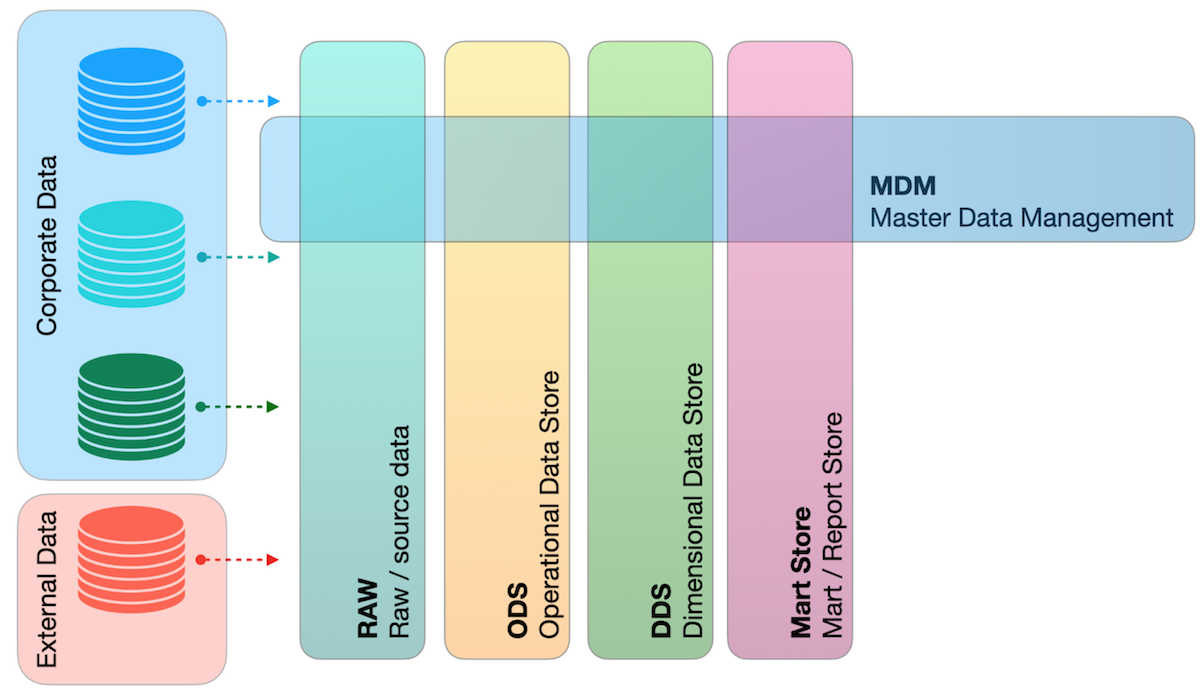 Corporate Data
External Data
RAW
Raw / source data
ODS
Operational Data Store
DDS
Dimensional Data Store
Mart Store
Mart / Report Store
MDM
Master Data Management